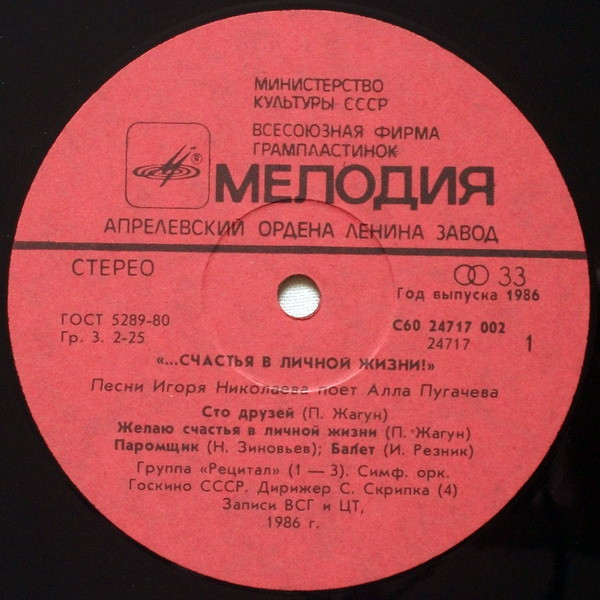 МИНИСТЕРСТВО
КУЛЬТУРЫ СССР
ВСЕСОЮЗНАЯ ФИРМА
ГРАМПЛАСТИНОК
® МЕЛОДИЯ
АПРЕЛЕВСКИЙ ОРДЕНА ЛЕНИНА ЗАВОД
СТЕРЕО
33
Год выпуска 1986
ГОСТ 5289-80
Гр. 3. 2-25
С60 24717 002
24717
1
«...СЧАСТЬЯ В ЛИЧНОЙ ЖИЗНИ!»
Песни Игоря Николаева поет Алла Пугачева
Сто друзей (П. Жагун)
Желаю счастья в личной жизни (П. Жагун)
Паромщик (Н. Зиновьев); Балет (И. Резник)
Группа «Рецитал» (1 — 3). Симф. орк.
Госкино СССР. Дирижер С. Скрипка (4)
Записи ВСГ и ЦТ,
1986 г.